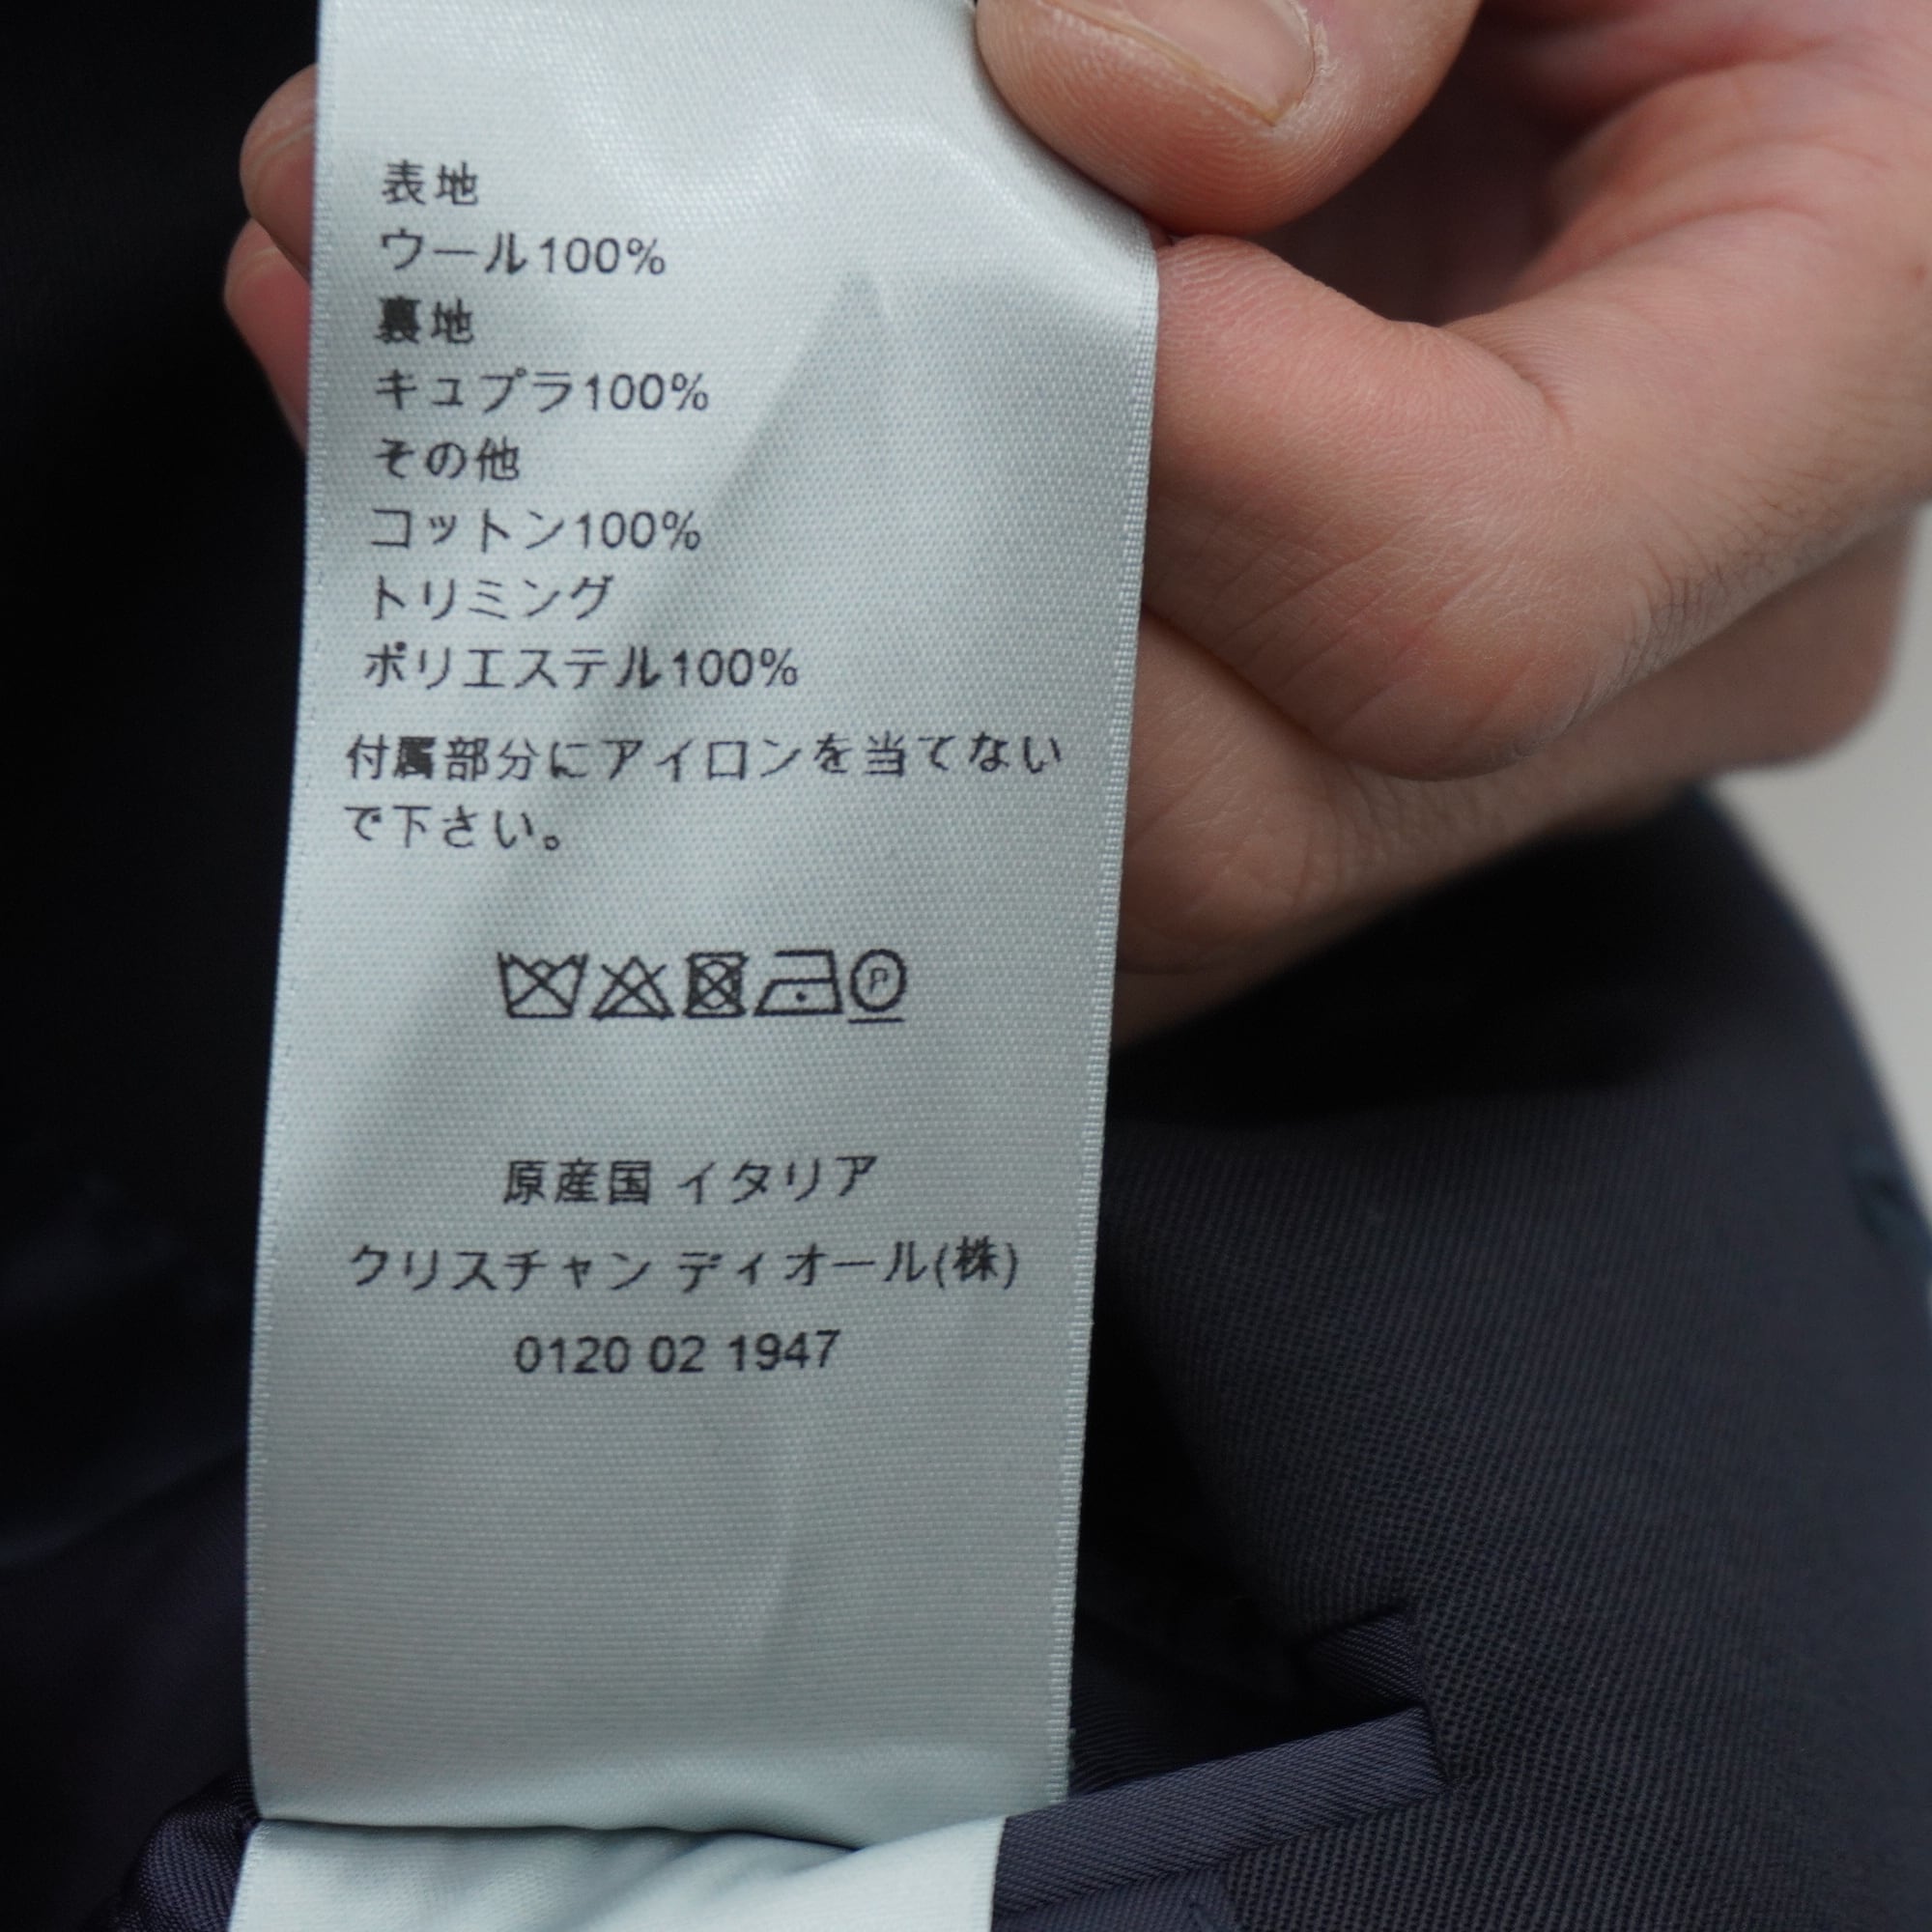 表地
ウール100%
裏地
キュプラ100%
その他
コットン100%
トリミング
ポリエステル100%
付属部分にアイロンを当てない
で下さい。
P
原産国 イタリア
クリスチャン ディオール(株)
0120 02 1947